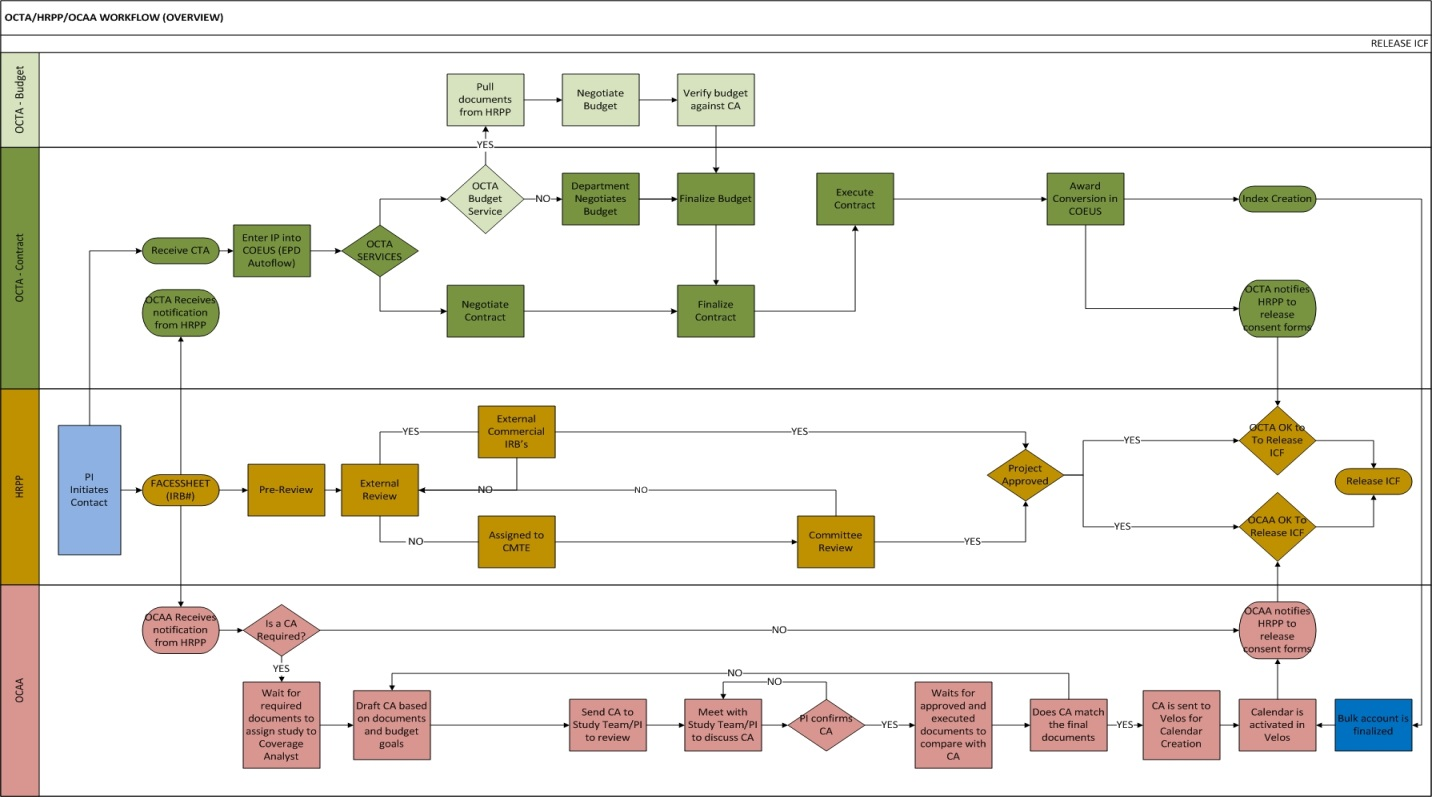 OCTA/HRPP/OCAA WORKFLOW (OVERVIEW)
RELEASE ICF
OCTA - Budget
Pull
documents
from HRPP
Negotiate
Budget
Verify budget
against CA
YES
OCTA - Contract
OCTA
Budget
Service
NO
Department
Negotiates
Budget
Finalize Budget
Execute
Contract
Award
Conversion in
COEUS
Index Creation
Receive CTA
Enter IP into
COEUS (EPD
Autoflow)
OCTA
SERVICES
OCTA Receives
notification
from HRPP
Negotiate
Contract
Finalize
Contract
OCTA notifies
HRPP to
release
consent forms
HRPP
PI
Initiates
Contact
FACESSHEET
(IRB#)
Pre-Review
External
Review
YES
External
Commercial
IRB's
YES
NO
NO
NO
Assigned to
CMTE
Committee
Review
YES
Project
Approved
YES
OCTA OK to
To Release
ICF
YES
OCAA OK To
Release ICF
Release ICF
OCAA
OCAA Receives
notification
from HRPP
Is a CA
Required?
NO
OCAA notifies
HRPP to
release
consent forms
YES
Wait for
required
documents to
assign study to
Coverage
Analyst
Draft CA based
on documents
and budget
goals
NO
Send CA to
Study Team/PI
to review
Meet with
Study Team/PI
to discuss CA
NO
PI confirms
CA
YES
Waits for
approved and
executed
documents to
compare with
CA
Does CA match
the final
documents
YES
CA is sent to
Velos for
Calendar
Creation
Calendar is
activated in
Velos
Bulk account is
finalized